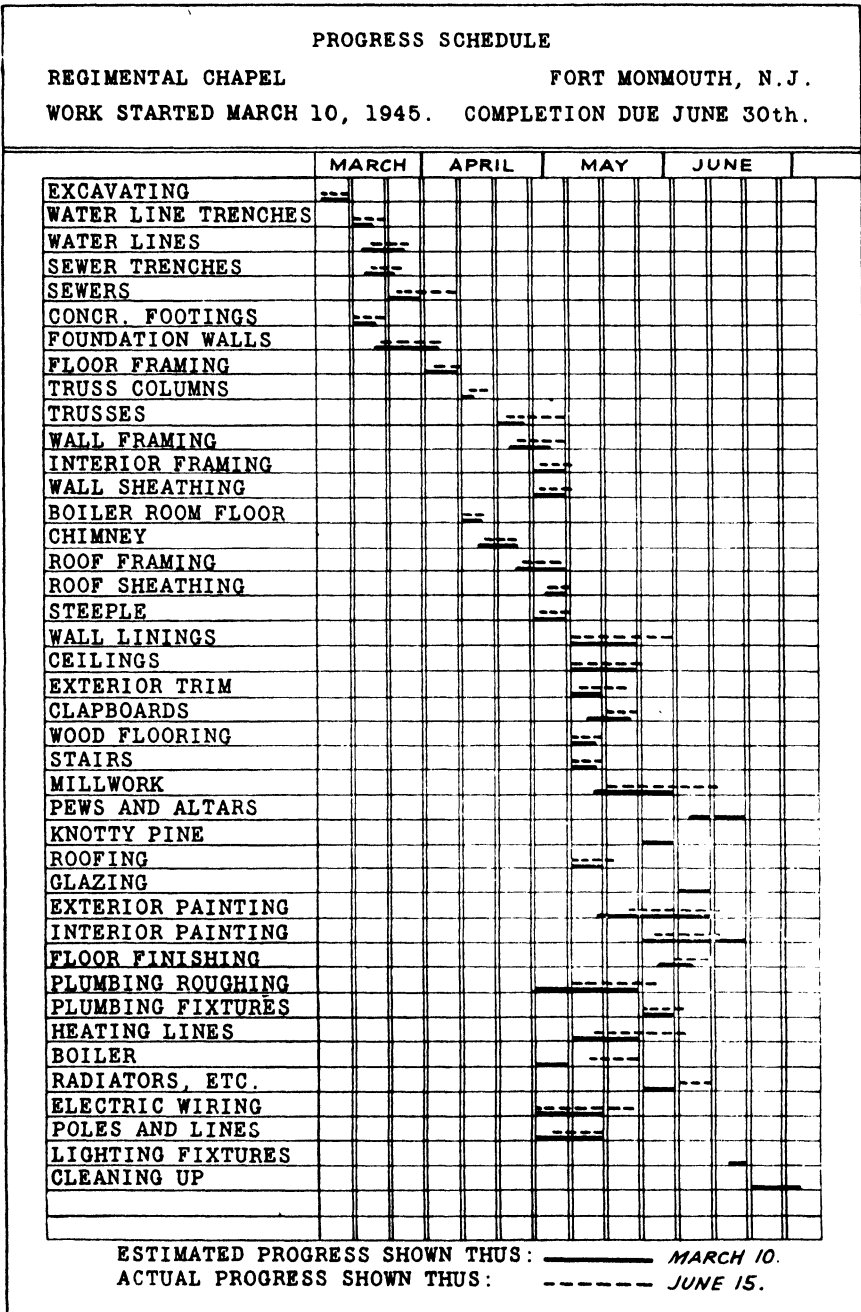 PROGRESS SCHEDULE
REGIMENTAL CHAPEL FORT MONMOUTH, N.J.
WORK STARTED MARCH 10, 1945. COMPLETION DUE JUNE 30th.
MARCH APRIL MAY JUNE
EXCAVATING
WATER LINE TRENCHES
WATER LINES
SEWER TRENCHES
SEWERS
CONCR. FOOTINGS
FOUNDATION WALLS
FLOOR FRAMING
TRUSS COLUMNS
TRUSSES
WALL FRAMING
INTERIOR FRAMING
WALL SHEATHING
BOILER ROOM FLOOR
CHIMNEY
ROOF FRAMING
ROOF SHEATHING
STEEPLE
WALL LININGS
CEILINGS
EXTERIOR TRIM
CLAPBOARDS
WOOD FLOORING
STAIRS
MILLWORK
PEWS AND ALTARS
KNOTTY PINE
ROOFING
GLAZING
EXTERIOR PAINTING
INTERIOR PAINTING
FLOOR FINISHING
PLUMBING ROUGHING
PLUMBING FIXTURES
HEATING LINES
BOILER
RADIATORS, ETC.
ELECTRIC WIRING
POLES AND LINES
LIGHTING FIXTURES
CLEANING UP
ESTIMATED PROGRESS SHOWN THUS: MARCH 10.
ACTUAL PROGRESS SHOWN THUS: JUNE 15.